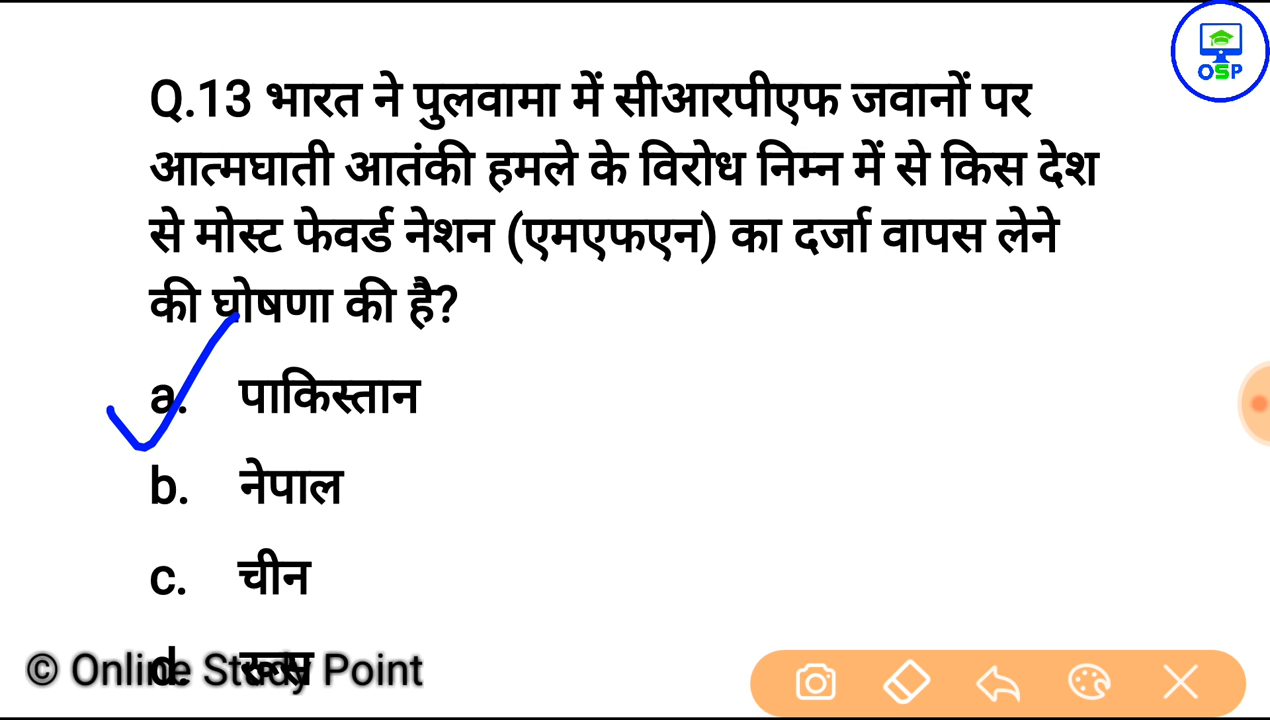 OSP
Q.13 भारत ने पुलवामा में सीआरपीएफ जवानों पर
आत्मघाती आतंकी हमले के विरोध निम्न में से किस देश
से मोस्ट फेवर्ड नेशन (एमएफएन) का दर्जा वापस लेने
की घोषणा की है?
a. पाकिस्तान
b. नेपाल
c. चीन
d. रूस
© Online Study Point